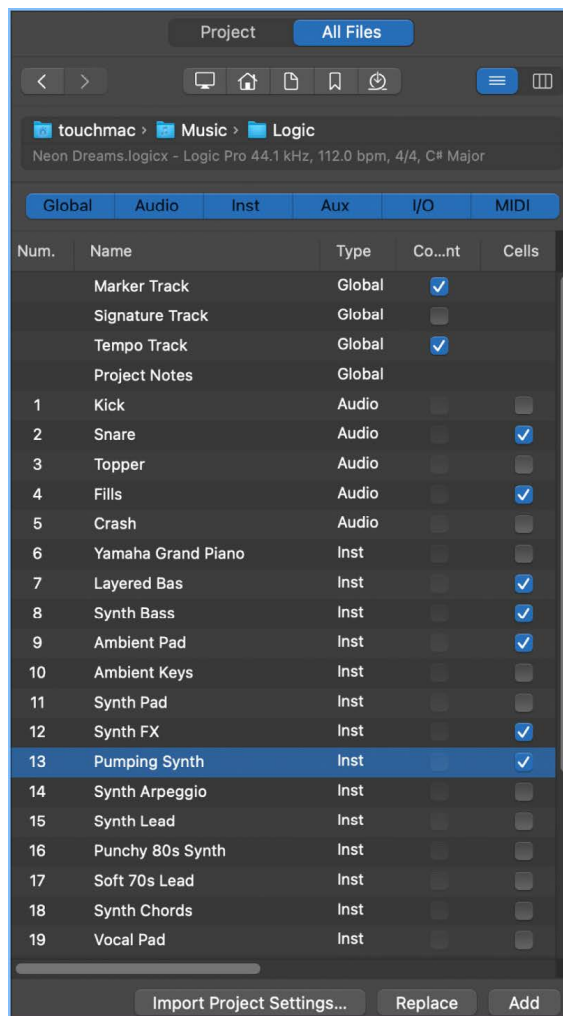 Project All Files
touchmac › Music › Logic
Neon Dreams.logicx - Logic Pro 44.1 kHz, 112.0 bpm, 4/4, C# Major
Global Audio Inst Aux I/O MIDI
Num. Name Type Co...nt Cells
Marker Track Global
Signature Track Global
Tempo Track Global
Project Notes Global
1 Kick Audio
2 Snare Audio
3 Topper Audio
4 Fills Audio
5 Crash Audio
6 Yamaha Grand Piano Inst
7 Layered Bas Inst
8 Synth Bass Inst
9 Ambient Pad Inst
10 Ambient Keys Inst
11 Synth Pad Inst
12 Synth FX Inst
13 Pumping Synth Inst
14 Synth Arpeggio Inst
15 Synth Lead Inst
16 Punchy 80s Synth Inst
17 Soft 70s Lead Inst
18 Synth Chords Inst
19 Vocal Pad Inst
Import Project Settings... Replace Add